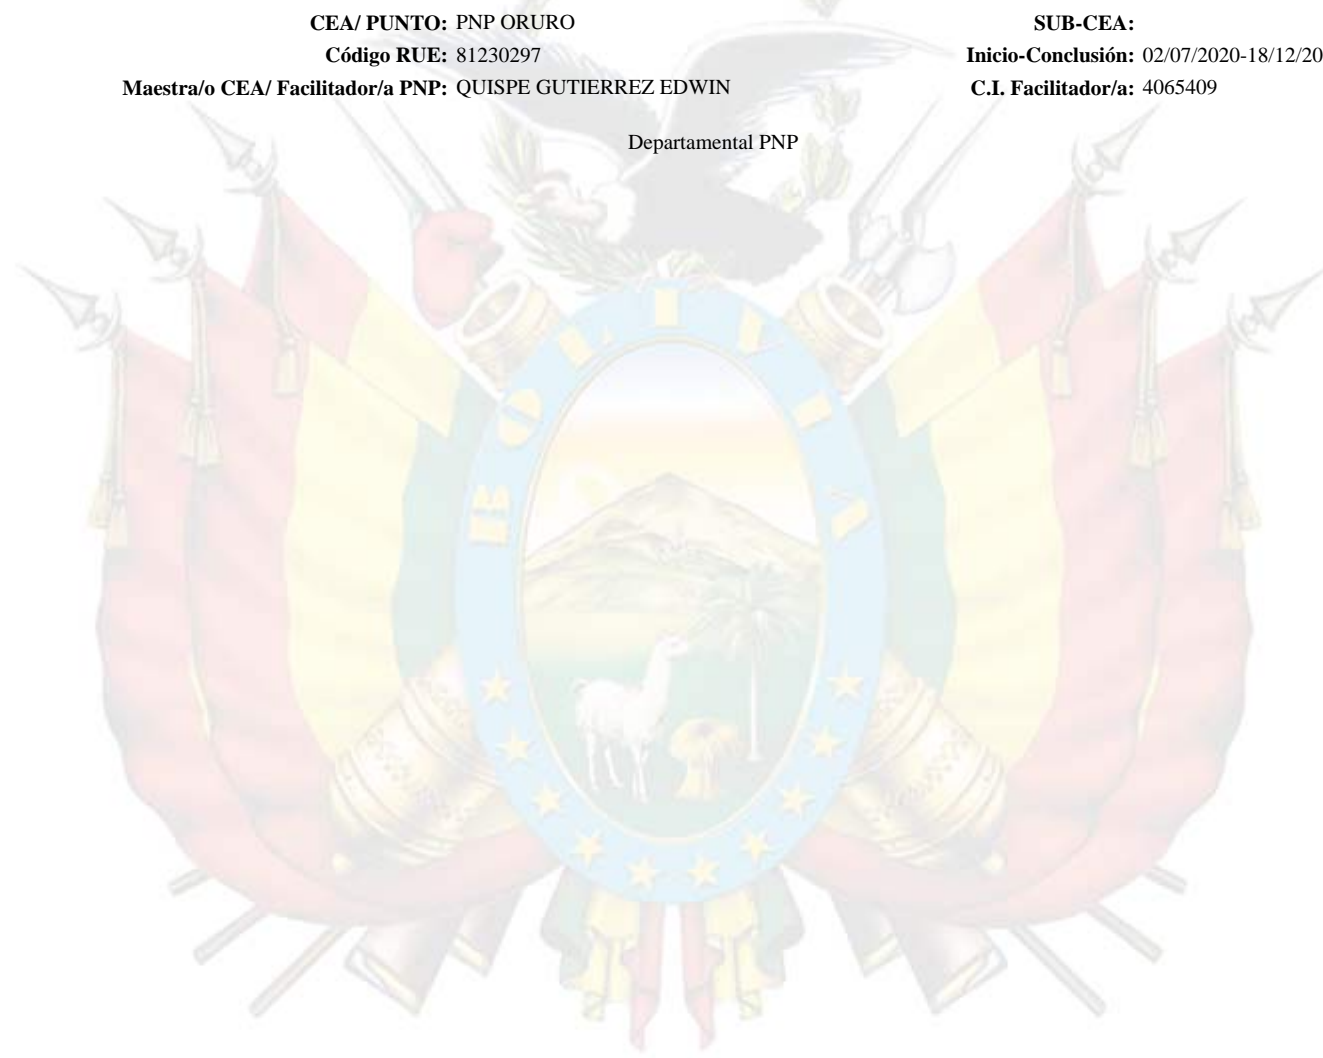 CEA/ PUNTO: PNP ORURO SUB-CEA:
Código RUE: 81230297 Inicio-Conclusión: 02/07/2020-18/12/20
Maestra/o CEA/ Facilitador/a PNP: QUISPE GUTIERREZ EDWIN C.I. Facilitador/a: 4065409
Departamental PNP
BOLIVIA